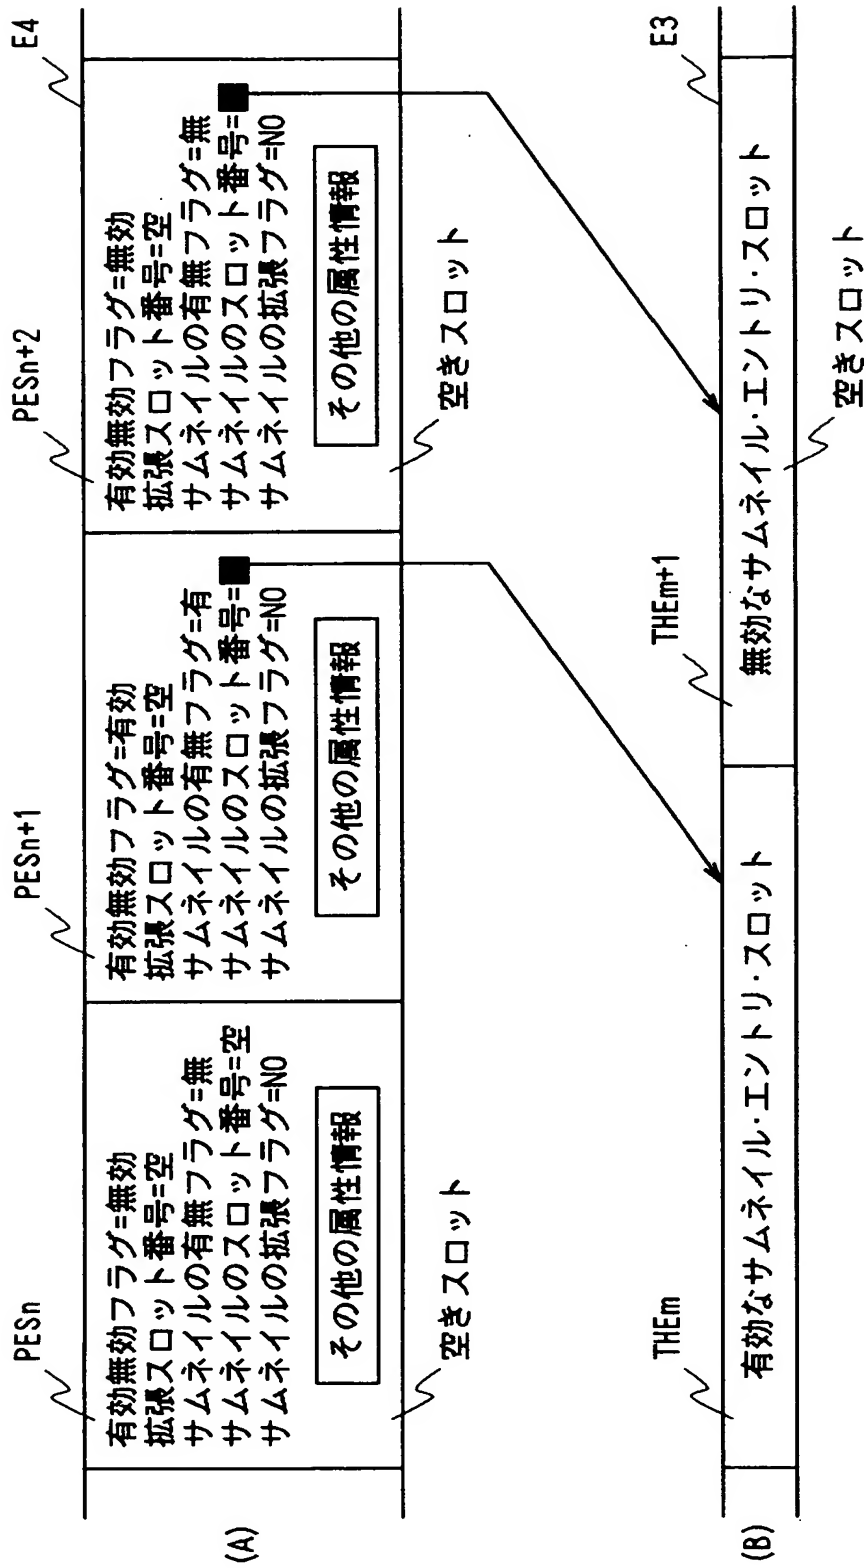 (A)
PESn
有効無効フラグ=無効
拡張スロット番号=空
サムネイルの有無フラグ=無
サムネイルのスロット番号=空
サムネイルの拡張フラグ=NO
その他の属性情報
空きスロット
PESn+1
有効無効フラグ=有効
拡張スロット番号=空
サムネイルの有無フラグ=有
サムネイルのスロット番号=■
サムネイルの拡張フラグ=NO
その他の属性情報
PESn+2
有効無効フラグ=無効
拡張スロット番号=空
サムネイルの有無フラグ=無
サムネイルのスロット番号=■
サムネイルの拡張フラグ=NO
その他の属性情報
空きスロット
E4
(B)
THEm
有効なサムネイル・エントリ・スロット
THEm+1
無効なサムネイル・エントリ・スロット
空きスロット
E3